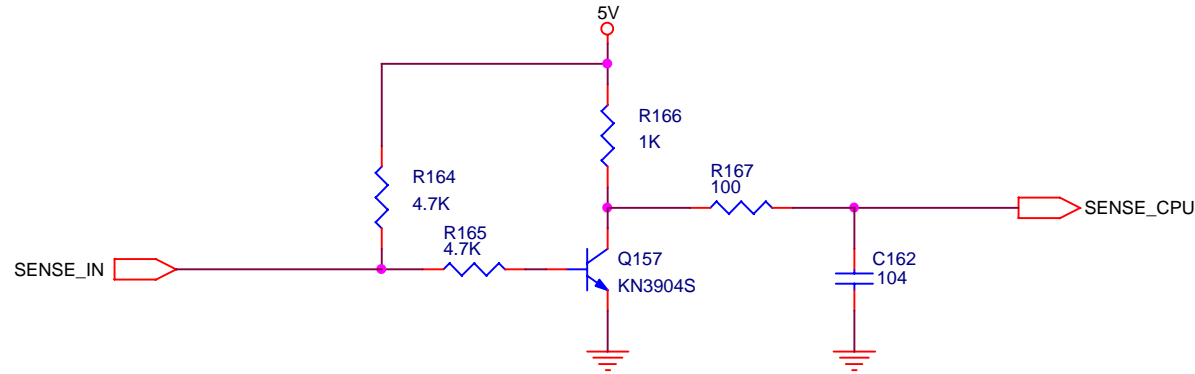 5V
R166
1K
R167
100
R164
4.7K
SENSE_CPU
R165
4.7K
Q157
KN3904S
C162
104
SENSE_IN